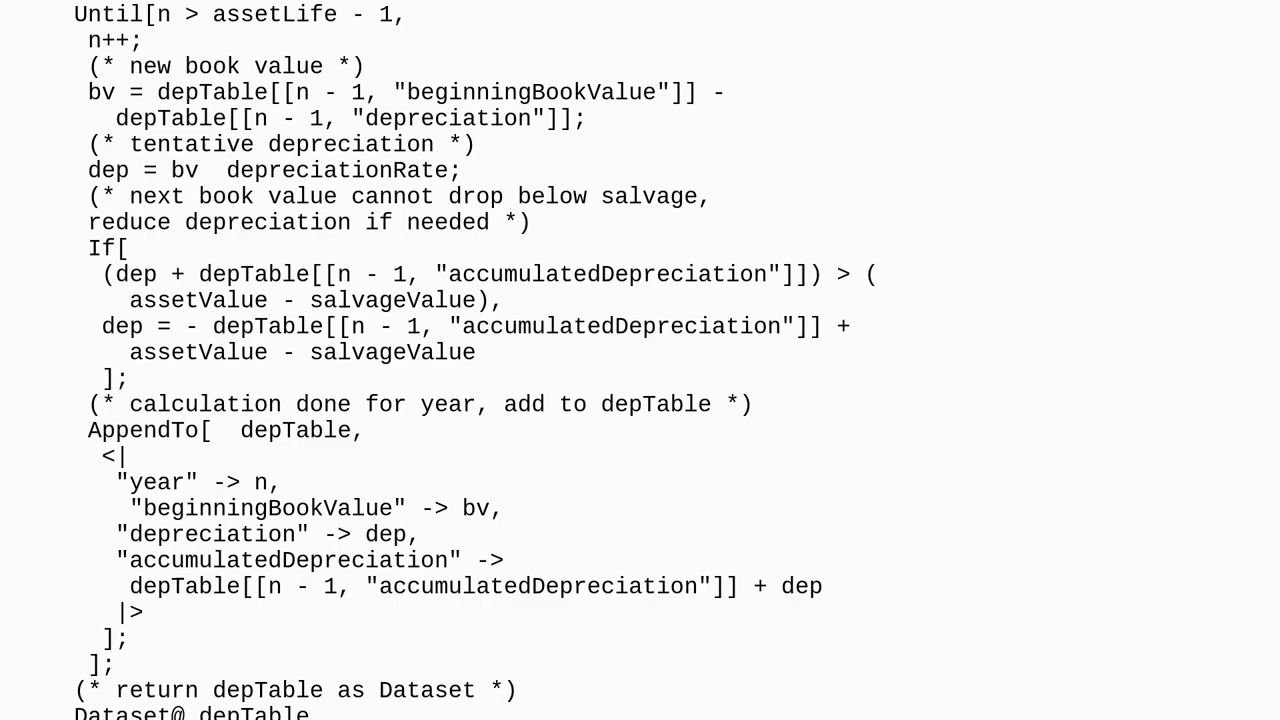 Until[n > assetLife - 1,
n++;
(* new book value *)
bv = depTable[[n - 1, "beginningBookValue"]] -
depTable[[n - 1, "depreciation"]];
(* tentative depreciation *)
dep = bv  depreciationRate;
(* next book value cannot drop below salvage,
reduce depreciation if needed *)
If[
(dep + depTable[[n - 1, "accumulatedDepreciation"]]) > (
assetValue - salvageValue),
dep = - depTable[[n - 1, "accumulatedDepreciation"]] +
assetValue - salvageValue
];
(* calculation done for year, add to depTable *)
AppendTo[  depTable,
<|
"year" -> n,
"beginningBookValue" -> bv,
"depreciation" -> dep,
"accumulatedDepreciation" ->
depTable[[n - 1, "accumulatedDepreciation"]] + dep
|>
];
];
(* return depTable as Dataset *)
Dataset@ depTable